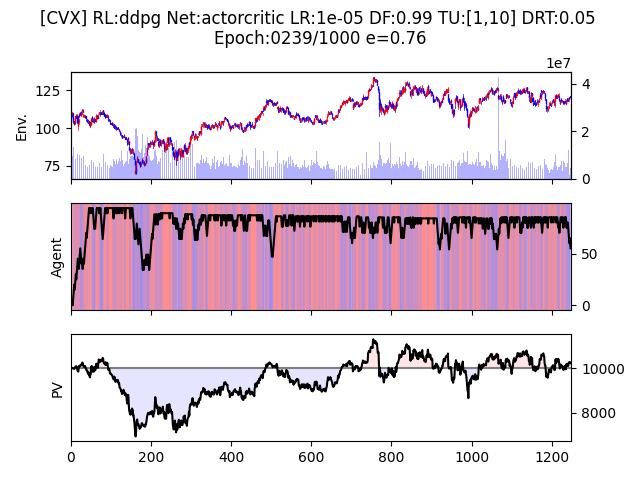 [CVX] RL:ddpg Net:actorcritic LR:1e-05 DF:0.99 TU:[1,10] DRT:0.05
Epoch:0239/1000 e=0.76
1e7
Env.
125
100
75
4
2
0
Agent
50
0
PV
10000
8000
0 200 400 600 800 1000 1200